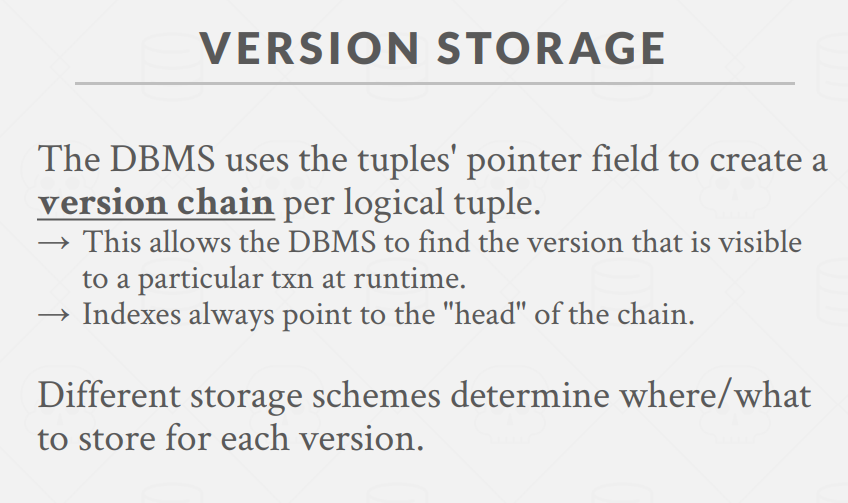 VERSION STORAGE
The DBMS uses the tuples' pointer field to create a
version chain per logical tuple.
→ This allows the DBMS to find the version that is visible
to a particular txn at runtime.
→ Indexes always point to the "head" of the chain.
Different storage schemes determine where/what
to store for each version.